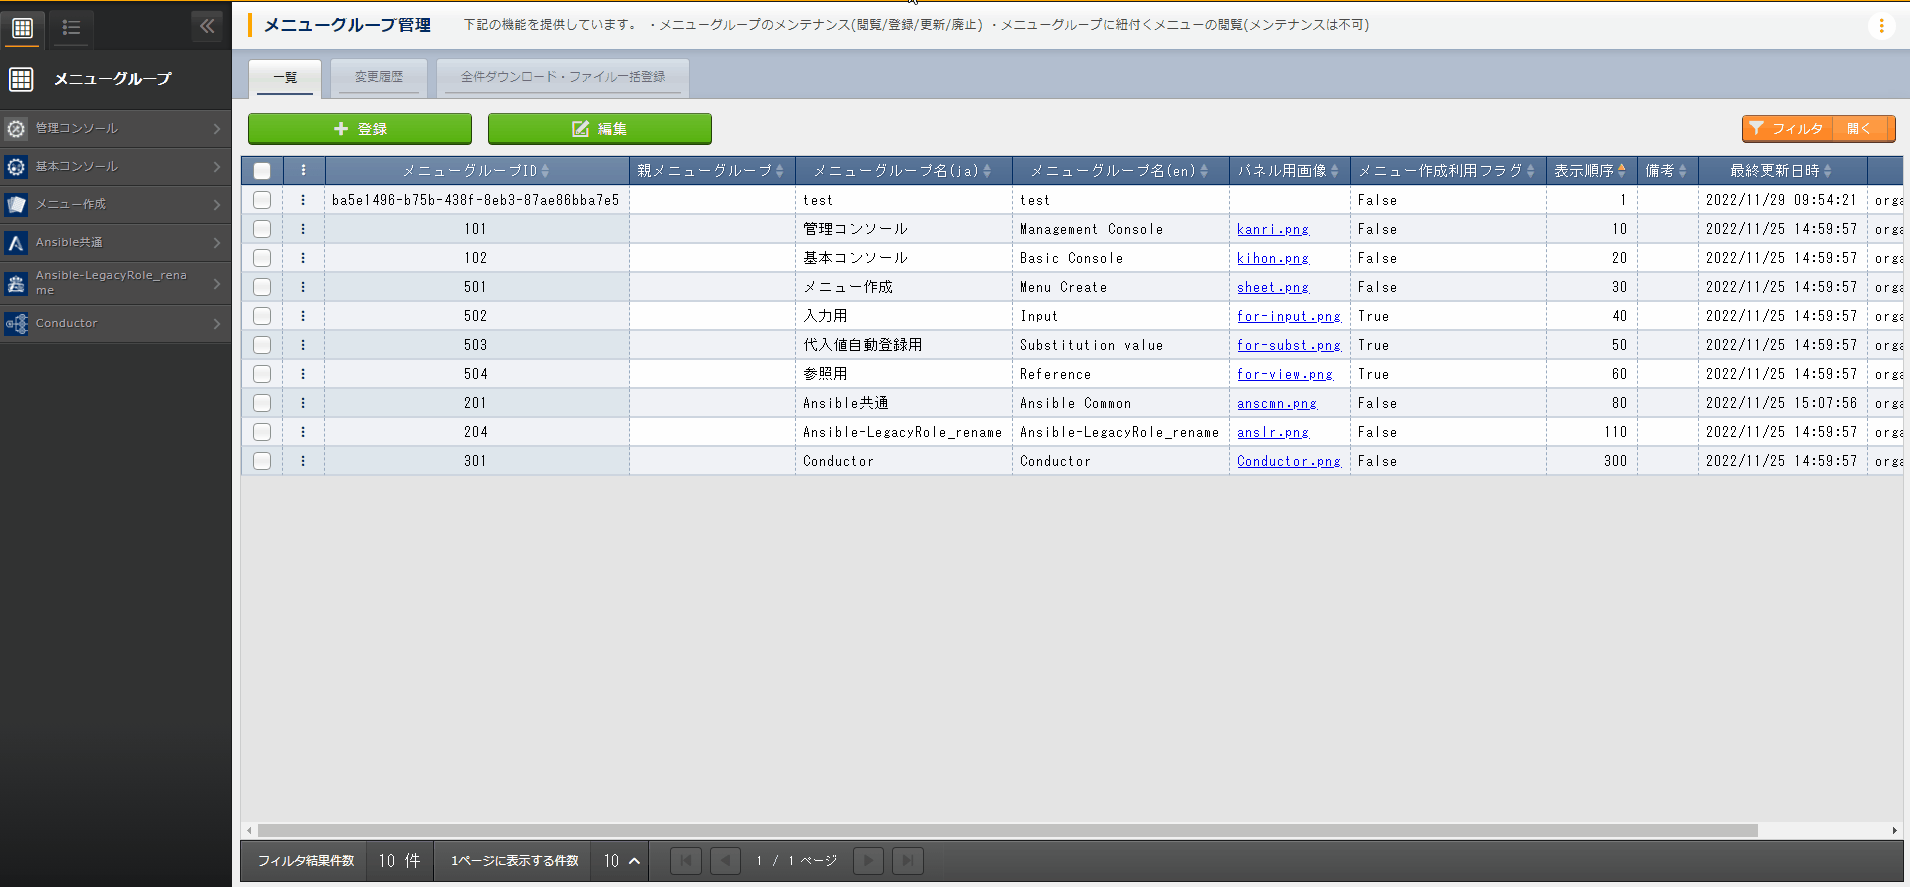 メニューグループ
管理コンソール
基本コンソール
メニュー作成
Ansible共通
Ansible-LegacyRole_rena
me
Conductor
メニューグループ管理 下記の機能を提供しています。 ・メニューグループのメンテナンス(閲覧/登録/更新/廃止) ・メニューグループに紐付くメニューの閲覧(メンテナンスは不可)
一覧 変更履歴 全件ダウンロード・ファイル一括登録
登録 編集 フィルタ 開く
メニューグループID 親メニューグループ メニューグループ名(ja) メニューグループ名(en) パネル用画像 メニュー作成利用フラグ 表示順序 備考 最終更新日時
ba5e1496-b75b-438f-8eb3-87ae86bba7e5 test test False 1 2022/11/29 09:54:21 orga
101 管理コンソール Management Console kanri.png False 10 2022/11/25 14:59:57 orga
102 基本コンソール Basic Console kihon.png False 20 2022/11/25 14:59:57 orga
501 メニュー作成 Menu Create sheet.png False 30 2022/11/25 14:59:57 orga
502 入力用 Input for-input.png True 40 2022/11/25 14:59:57 orga
503 代入値自動登録用 Substitution value for-subst.png True 50 2022/11/25 14:59:57 orga
504 参照用 Reference for-view.png True 60 2022/11/25 14:59:57 orga
201 Ansible共通 Ansible Common anscmn.png False 80 2022/11/25 15:07:56 orga
204 Ansible-LegacyRole_rename Ansible-LegacyRole_rename anslr.png False 110 2022/11/25 14:59:57 orga
301 Conductor Conductor Conductor.png False 300 2022/11/25 14:59:57 orga
フィルタ結果件数 10 件 1ページに表示する件数 10 1 / 1 ページ